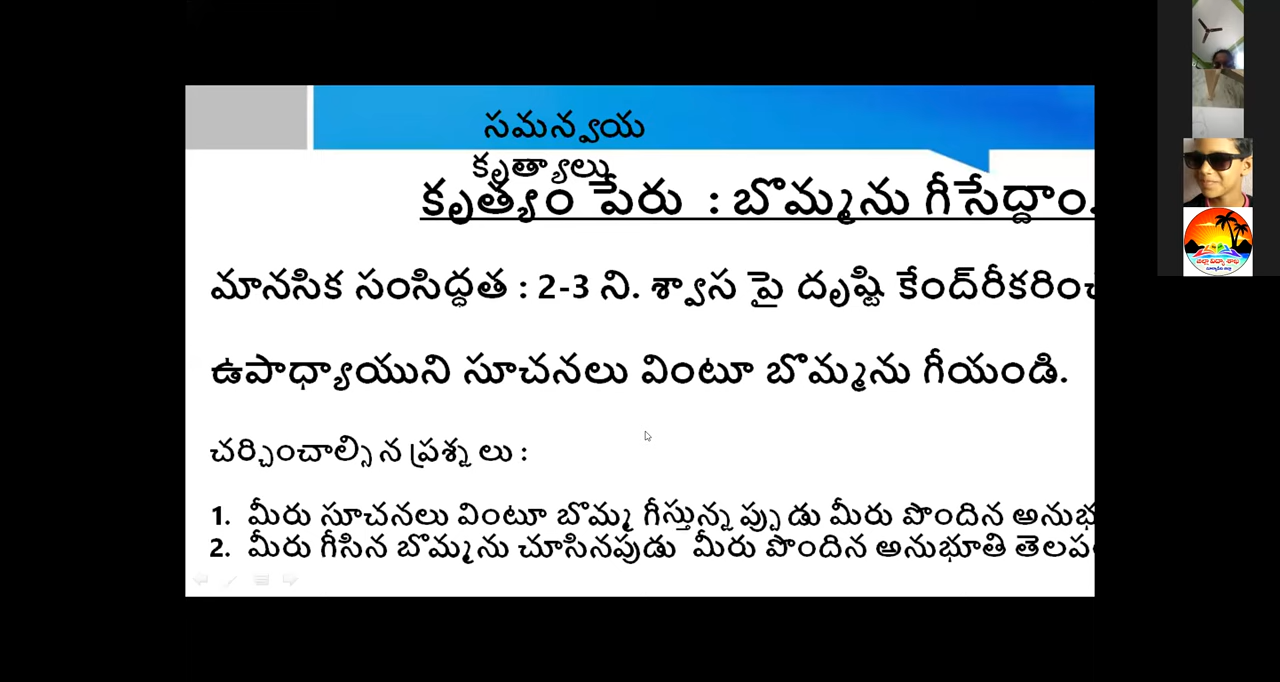 సమన్వయ
కృత్యాలు
కృత్యం పేరు : బొమ్మను గీసేద్దాం.
మానసిక సంసిద్ధత : 2-3 ని. శ్వాస పై దృష్టి కేంద్రీకరించ
ఉపాధ్యాయుని సూచనలు వింటూ బొమ్మను గీయండి.
చర్చించాల్సిన ప్రశ్నలు :
1. మీరు సూచనలు వింటూ బొమ్మ గీస్తున్నప్పుడు మీరు పొందిన అనుభ
2. మీరు గీసిన బొమ్మను చూసినపుడు మీరు పొందిన అనుభూతి తెలప